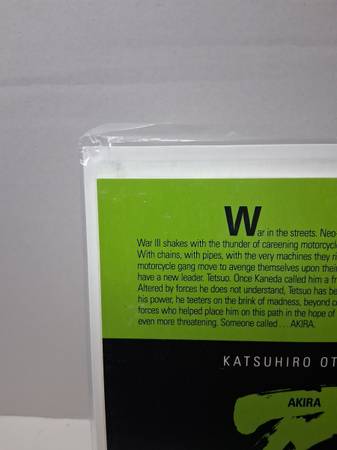 War in the streets. Neo-
War III shakes with the thunder of careening motorcycle
With chains, with pipes, with the very machines they ri
motorcycle gang move to avenge themselves upon their
have a new leader. Tetsuo. Once Kaneda called him a fr
Altered by forces he does not understand, Tetsuo has be
his power, he teeters on the brink of madness, beyond c
forces who helped place him on this path in the hope of
even more threatening. Someone called . . . AKIRA.
KATSUHIRO OT
AKIRA